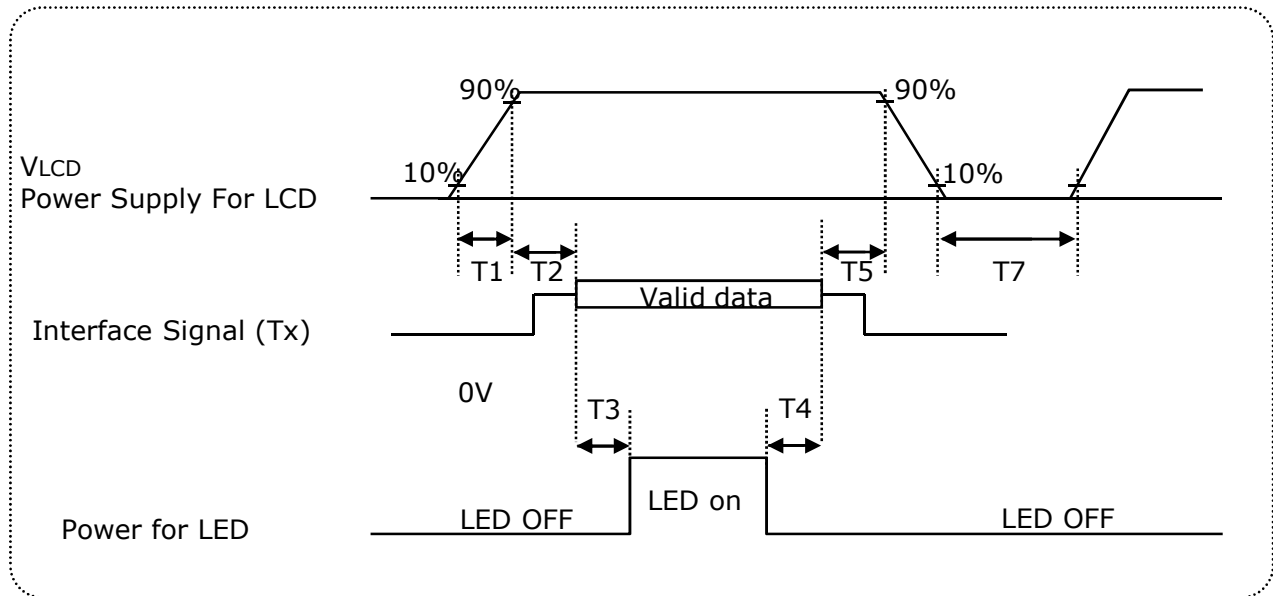 90%
90%
VLCD
10%
10%
Power Supply For LCD
T1
T2
T5
T7
Valid data
Interface Signal (Tx)
0V
T3
T4
LED on
LED OFF
LED OFF
Power for LED